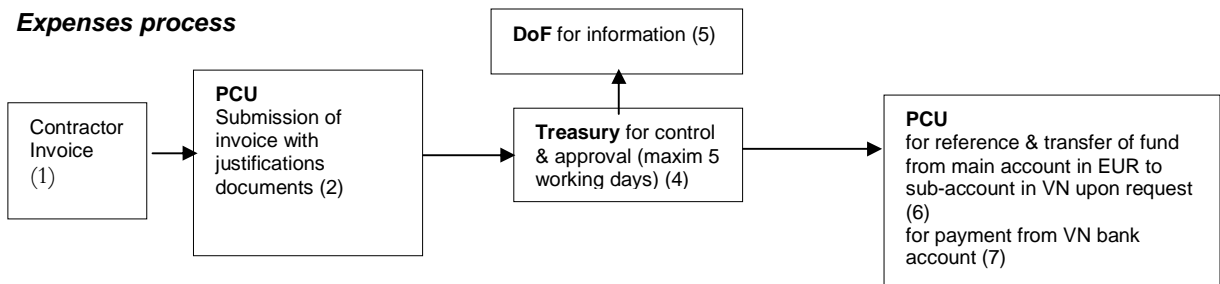 Expenses process
DoF for information (5)
Contractor
Invoice
(1)
PCU
Submission of
invoice with
justifications
documents (2)
Treasury for control
& approval (maxim 5
working days) (4)
PCU
for reference & transfer of fund
from main account in EUR to
sub-account in VN upon request
(6)
for payment from VN bank
account (7)